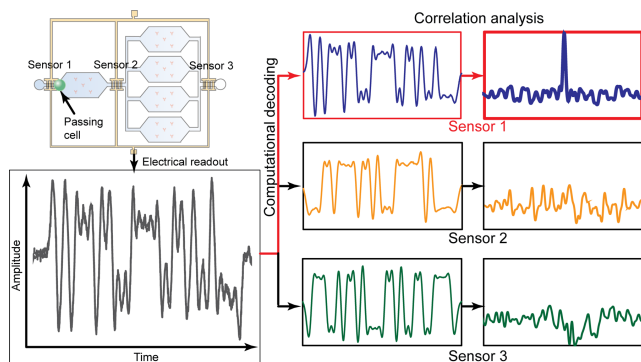 Correlation analysis
Sensor 1
Sensor 2
Sensor 3
Passing
cell
Electrical readout
Computational decoding
Amplitude
Time
Sensor 1
Sensor 2
Sensor 3